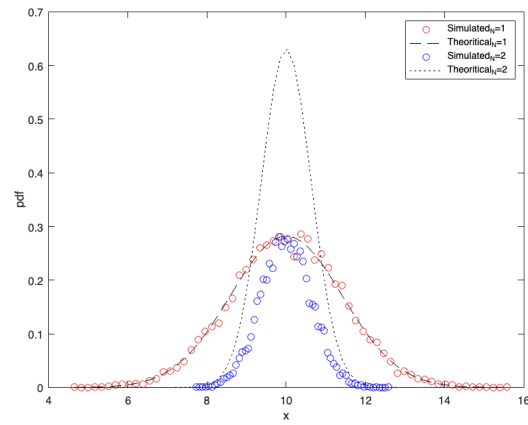 Simulated_N=1
Theoritical_N=1
Simulated_N=2
Theoritical_N=2
0.7
0.6
0.5
0.4
0.3
0.2
0.1
0
pdf
4 6 8 10 12 14 16
x